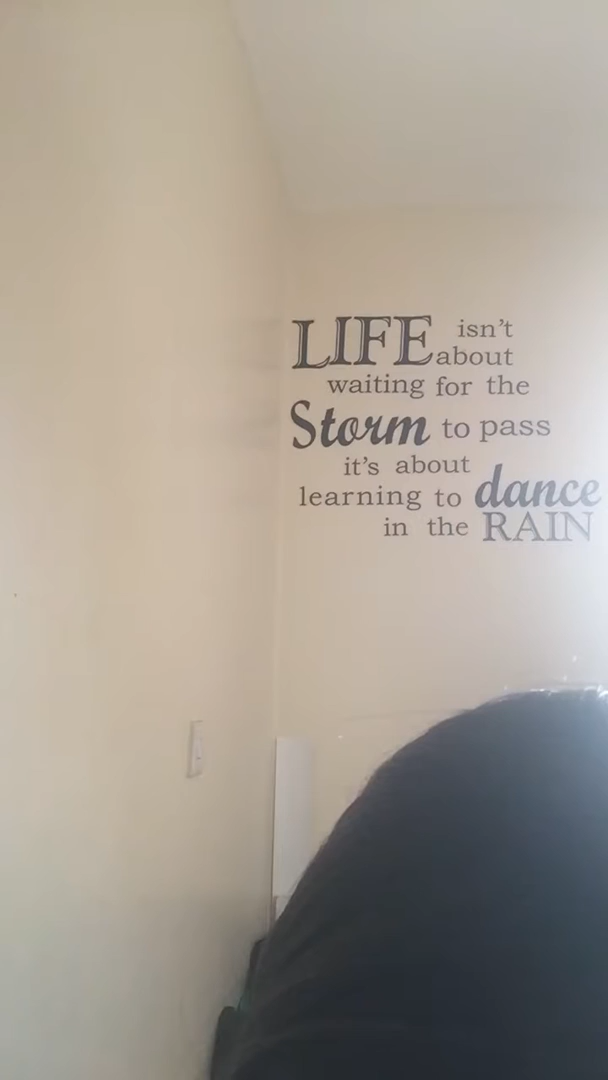 LIFE isn't
about
waiting for the
Storm to pass
it's about
learning to dance
in the RAIN